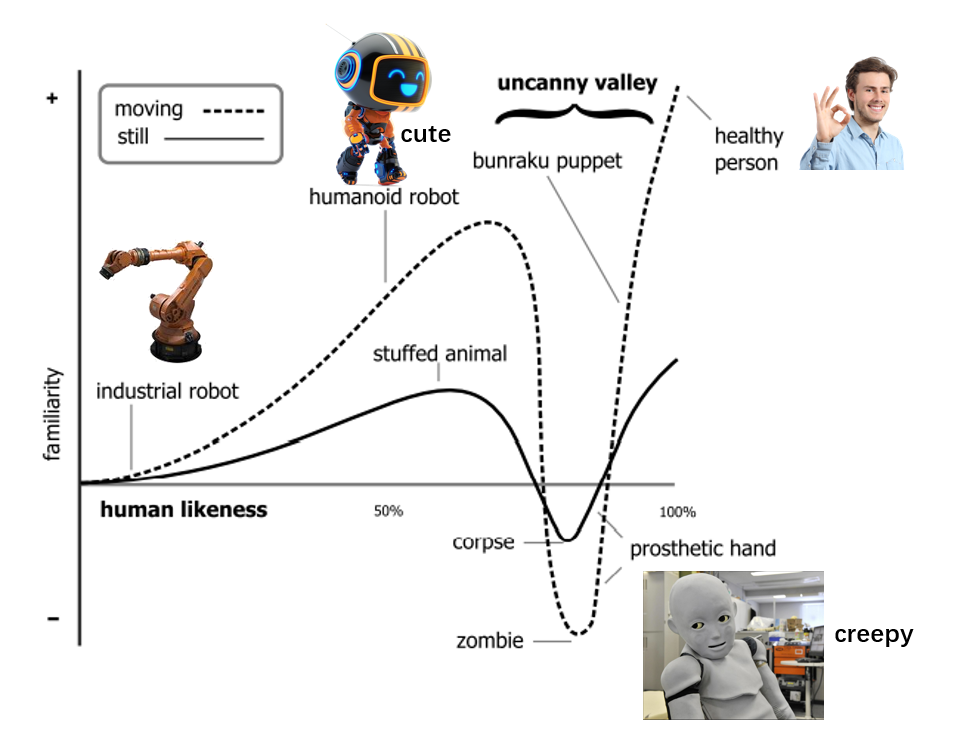 +
uncanny valley
moving
still
cute
bunraku puppet
healthy
person
humanoid robot
stuffed animal
industrial robot
familiarity
human likeness
50%
100%
corpse
prosthetic hand
–
zombie
creepy